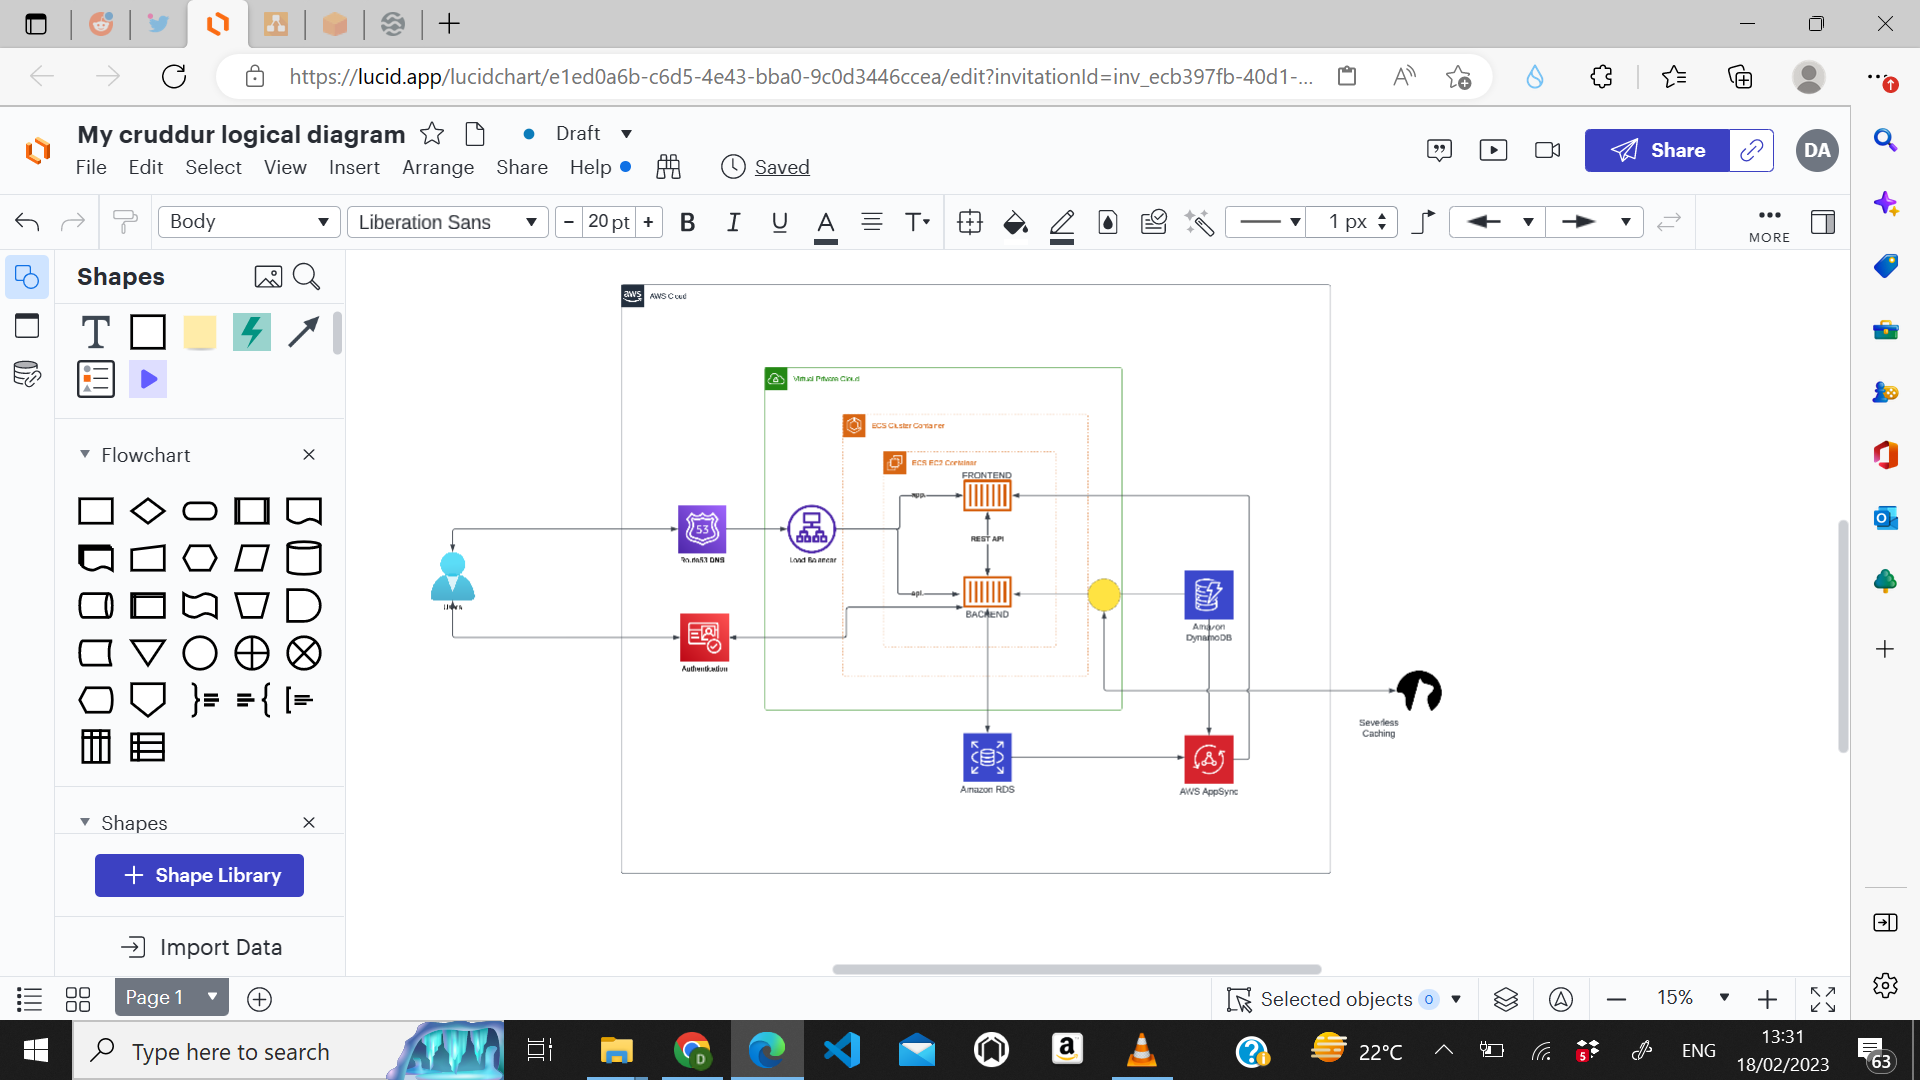 https://lucid.app/lucidchart/e1ed0a6b-c6d5-4e43-bba0-9c0d3446ccea/edit?invitationId=inv_ecb397fb-40d1-...
My cruddur logical diagram
Draft
File Edit Select View Insert Arrange Share Help
Saved
Share
DA
Body
Liberation Sans
20 pt
B I U A T
1 px
MORE
Shapes
T
Flowchart
Shapes
Shape Library
Import Data
aws
AWS Cloud
Virtual Private Cloud
ECS Cluster Container
ECS EC2 Container
FRONTEND
app.
REST API
53
Route53 DNS
Load Balancer
Users
api.
BACKEND
Amazon
DynamoDB
Authentication
Severless
Caching
Amazon RDS
AWS AppSync
Page 1
Selected objects 0
15%
Type here to search
D
a
22°C
5
ENG
13:31
18/02/2023
63